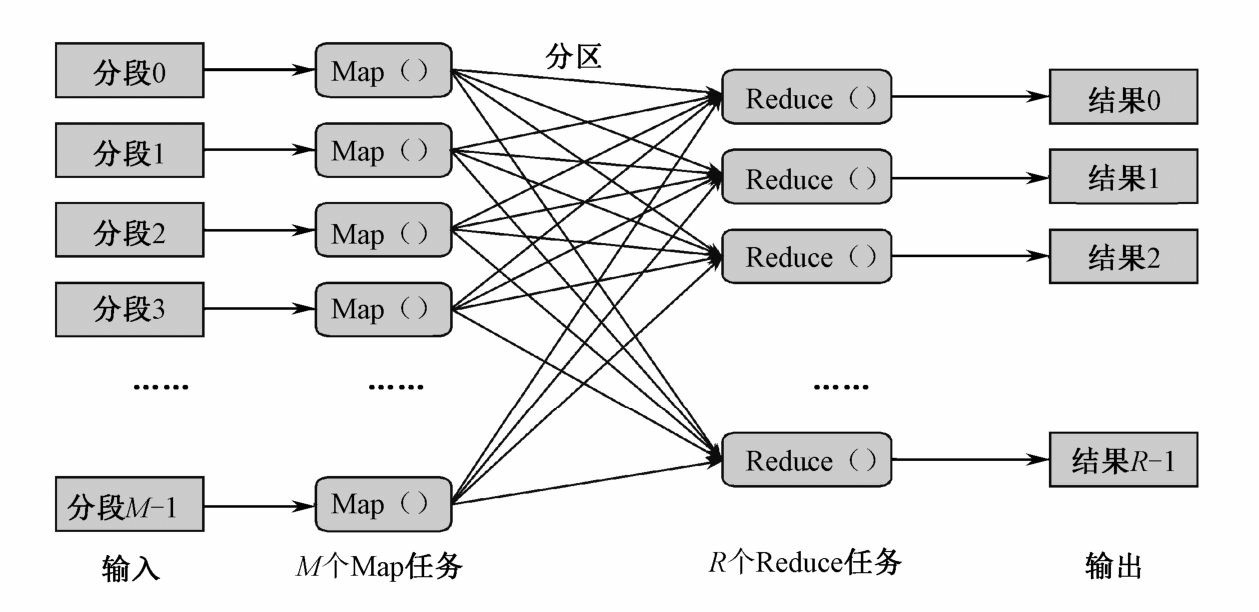 分区
分段0 Map（） Reduce（） 结果0
分段1 Map（） Reduce（） 结果1
分段2 Map（） Reduce（） 结果2
分段3 Map（）
…… …… ……
Reduce（） 结果R-1
分段M-1 Map（）
输入 M个Map任务 R个Reduce任务 输出